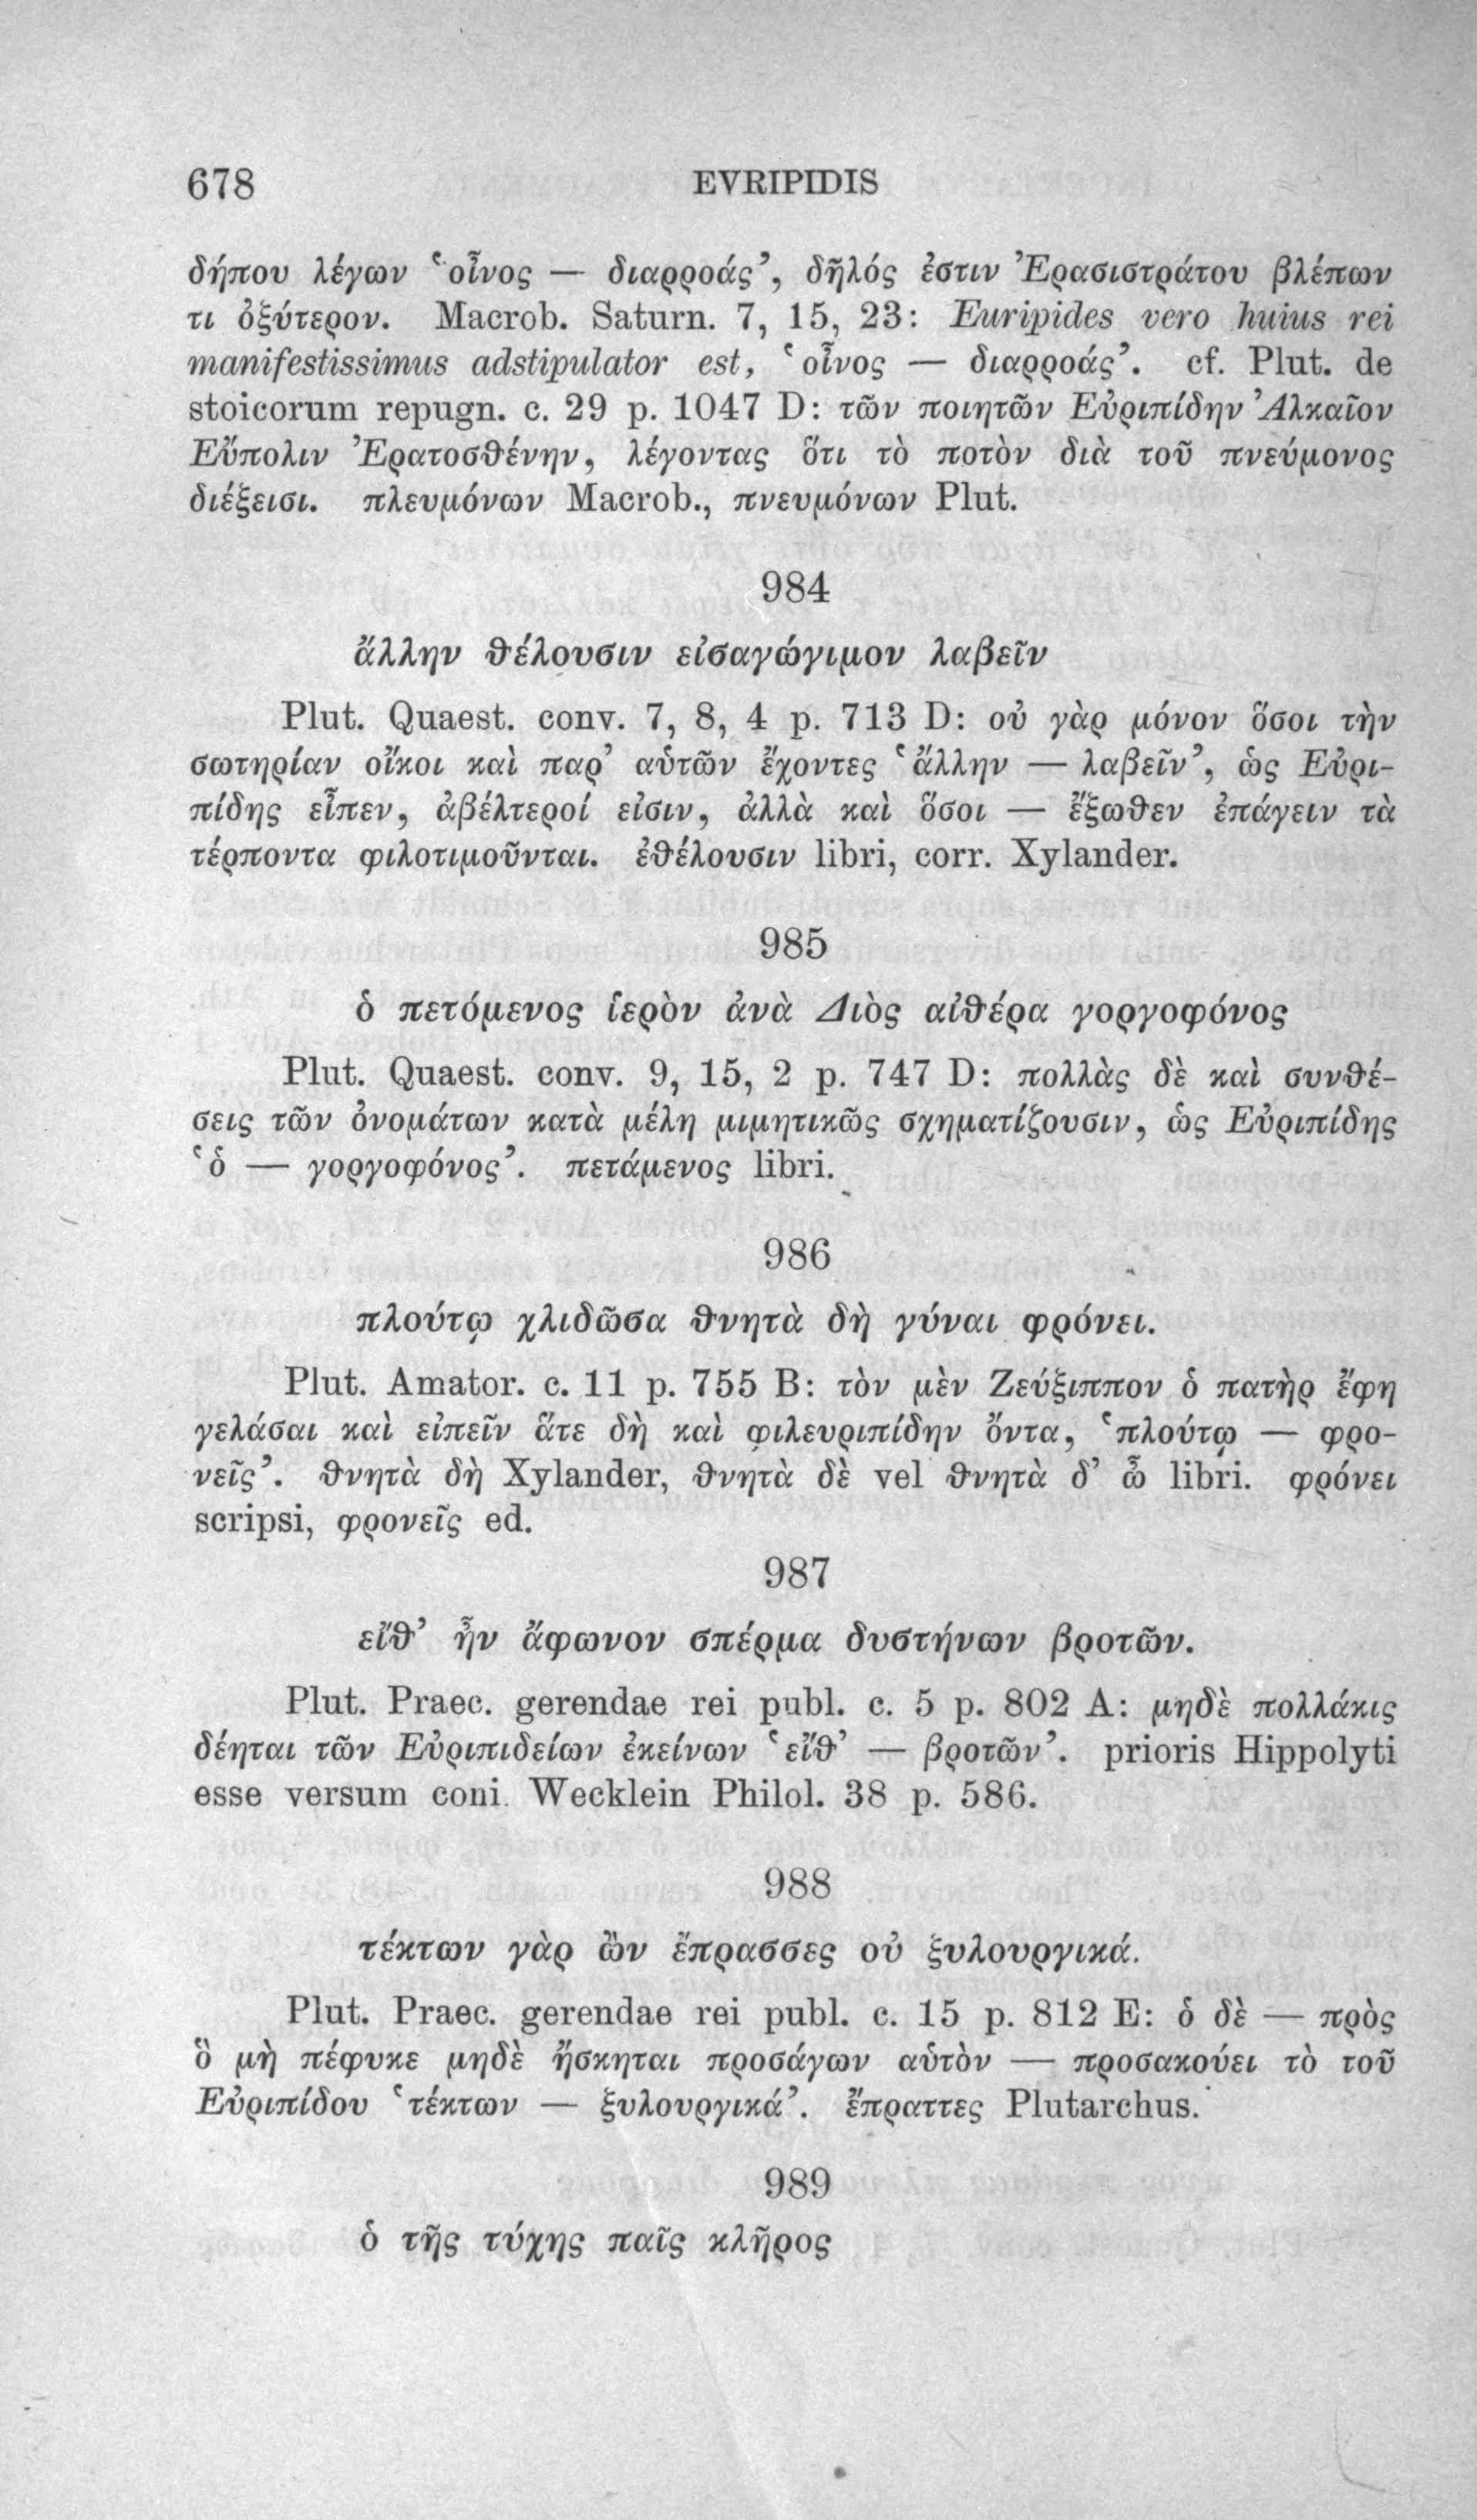 678 EVRIPIDIS
δήπου λέγων ‘οἶνος — διαρροάς’, δῆλός ἐστιν Ἐρασιστράτου βλέπων
τι ὀξύτερον. Macrob. Saturn. 7, 15, 23: Euripides vero huius rei
manifestissimus adstipulator est, ‘οἶνος — διαρροάς’. cf. Plut. de
stoicorum repugn. c. 29 p. 1047 D: τῶν ποιητῶν Εὐριπίδην Ἀλκαῖον
Εὔπολιν Ἐρατοσθένην, λέγοντας ὅτι τὸ ποτὸν διὰ τοῦ πνεύμονος
διέξεισι. πλευμόνων Macrob., πνευμόνων Plut.
984
ἄλλην θέλουσιν εἰσαγώγιμον λαβεῖν
Plut. Quaest. conv. 7, 8, 4 p. 713 D: οὐ γὰρ μόνον ὅσοι τὴν
σωτηρίαν οἴκοι καὶ παρ’ αὑτῶν ἔχοντες ‘ἄλλην — λαβεῖν’, ὡς Εὐρι-
πίδης εἶπεν, ἀβέλτεροί εἰσιν, ἀλλὰ καὶ ὅσοι — ἔξωθεν ἐπάγειν τὰ
τέρποντα φιλοτιμοῦνται. ἐθέλουσιν libri, corr. Xylander.
985
ὁ πετόμενος ἱερὸν ἀνὰ Διὸς αἰθέρα γοργοφόνος
Plut. Quaest. conv. 9, 15, 2 p. 747 D: πολλὰς δὲ καὶ συνθέ-
σεις τῶν ὀνομάτων κατὰ μέλη μιμητικῶς σχηματίζουσιν, ὡς Εὐριπίδης
‘ὁ — γοργοφόνος’. πετάμενος libri.
986
πλούτῳ χλιδῶσα θνητὰ δὴ γύναι φρόνει.
Plut. Amator. c. 11 p. 755 B: τὸν μὲν Ζεύξιππον ὁ πατὴρ ἔφη
γελάσαι καὶ εἰπεῖν ἅτε δὴ καὶ φιλευριπίδην ὄντα, ‘πλούτῳ — φρο-
νεῖς’. θνητὰ δὴ Xylander, θνητὰ δὲ vel θνητὰ δ’ ὦ libri. φρόνει
scripsi, φρονεῖς ed.
987
εἴθ’ ἦν ἄφωνον σπέρμα δυστήνων βροτῶν.
Plut. Praec. gerendae rei publ. c. 5 p. 802 A: μηδὲ πολλάκις
δέηται τῶν Εὐριπιδείων ἐκείνων ‘εἴθ’ — βροτῶν’. prioris Hippolyti
esse versum coni. Wecklein Philol. 38 p. 586.
988
τέκτων γὰρ ὢν ἔπρασσες οὐ ξυλουργικά.
Plut. Praec. gerendae rei publ. c. 15 p. 812 E: ὁ δὲ — πρὸς
ὃ μὴ πέφυκε μηδὲ ἤσκηται προσάγων αὑτὸν — προσακούει τὸ τοῦ
Εὐριπίδου ‘τέκτων — ξυλουργικά’. ἔπραττες Plutarchus.
989
ὁ τῆς τύχης παῖς κλῆρος